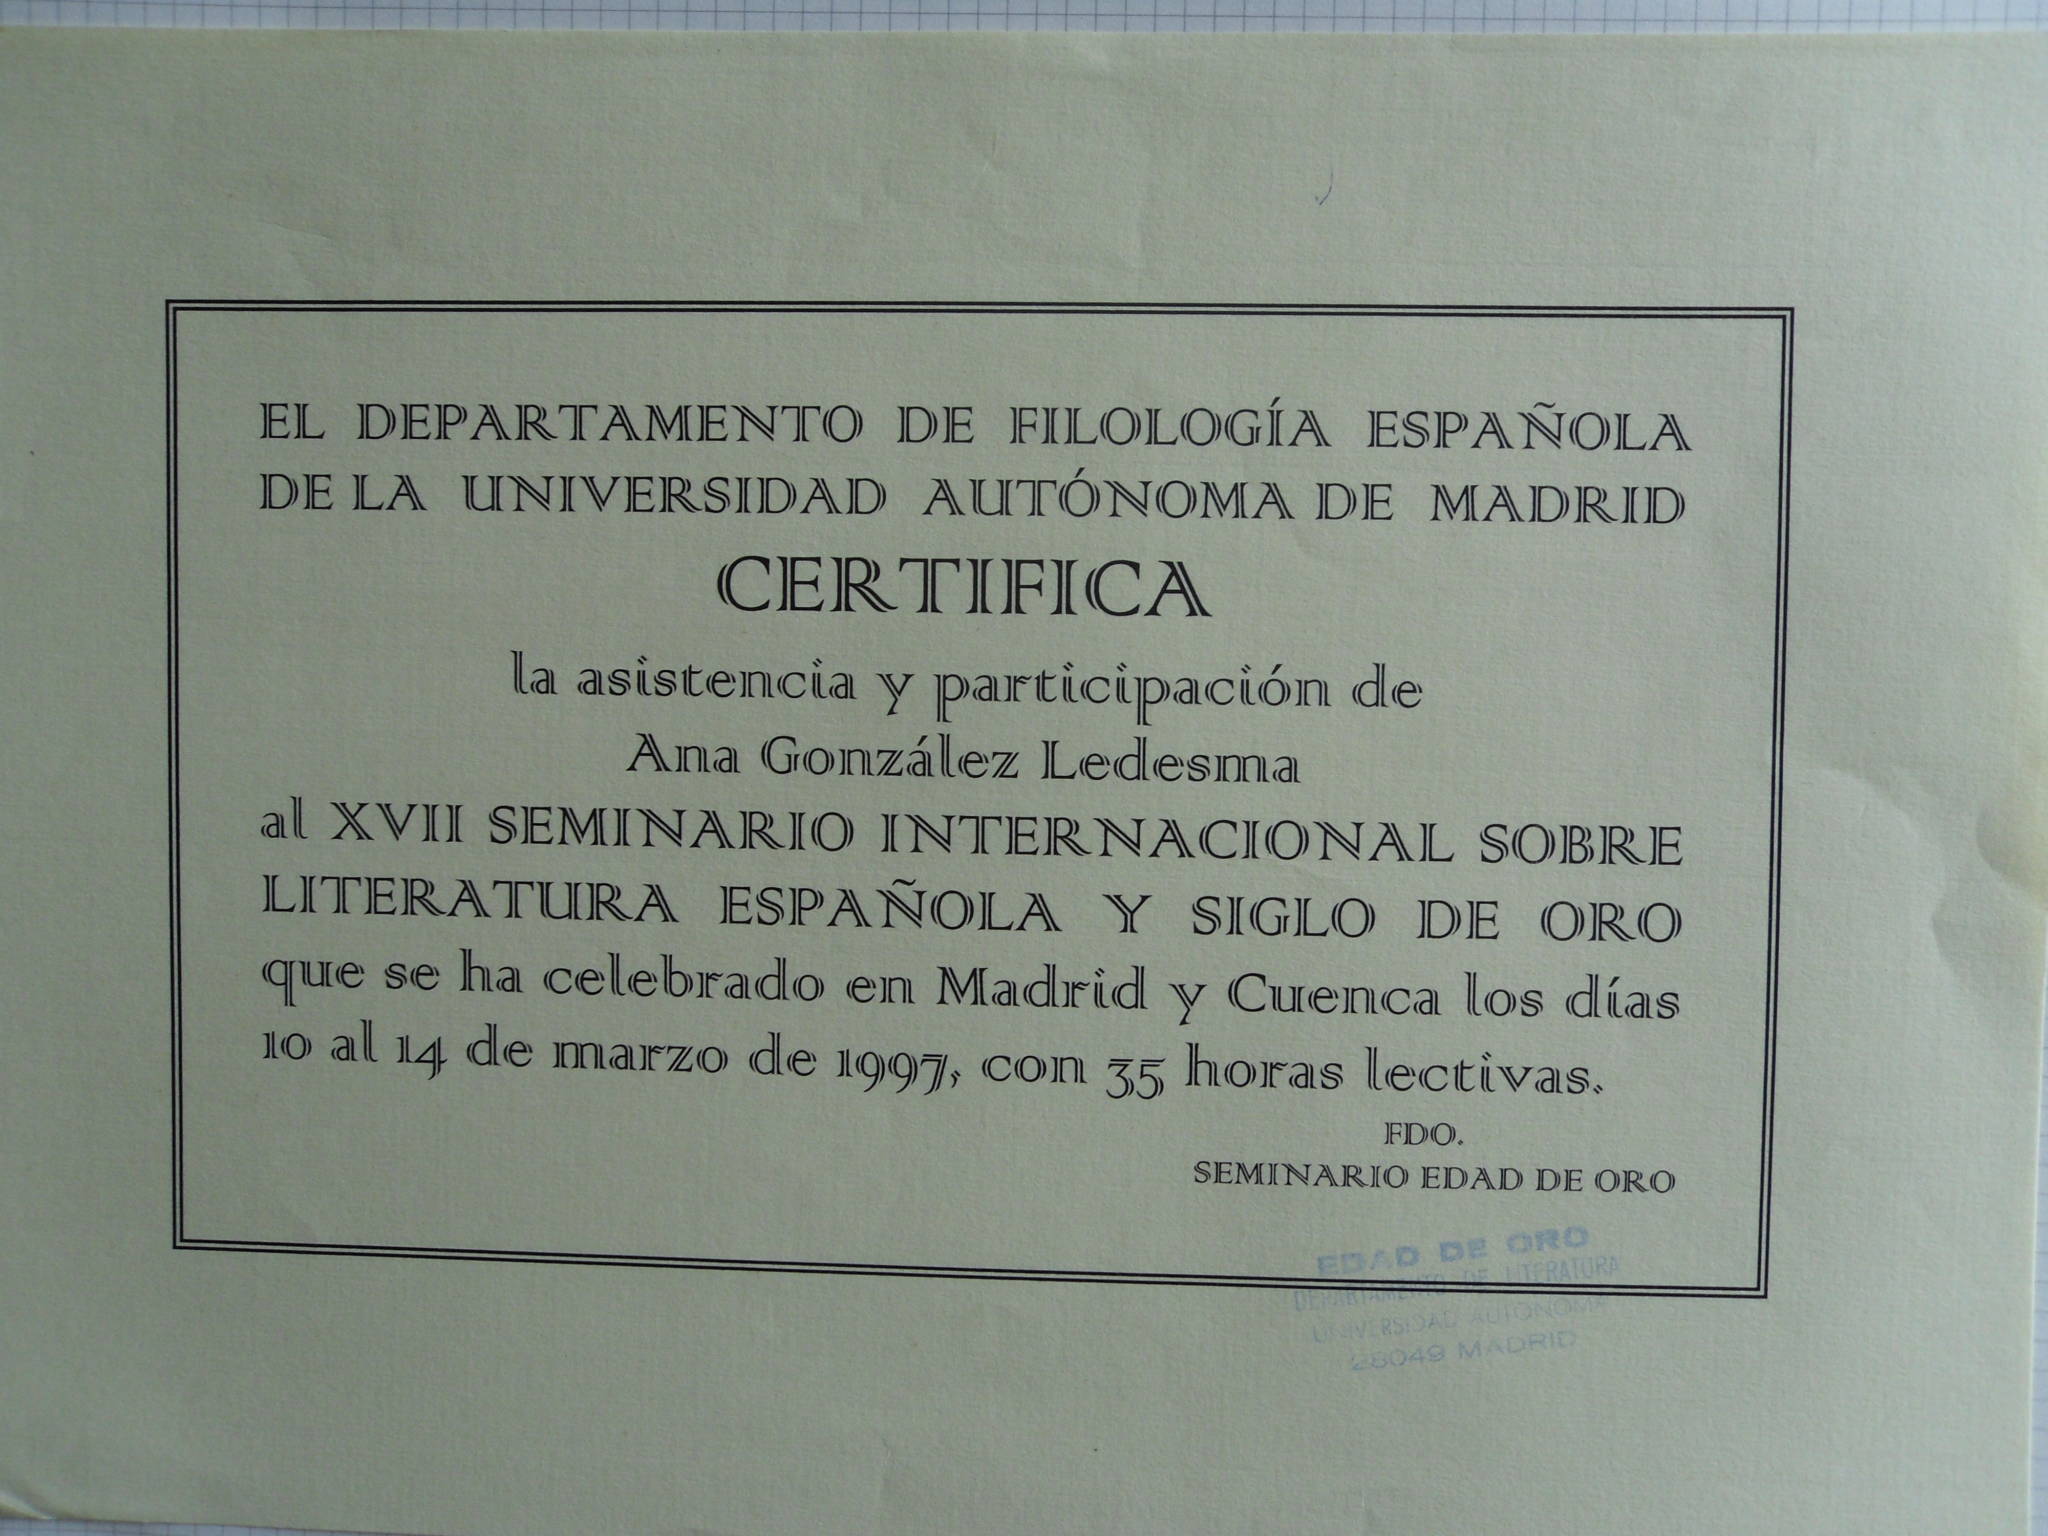 EL DEPARTAMENTO DE FILOLOGÍA ESPAÑOLA
DE LA UNIVERSIDAD AUTÓNOMA DE MADRID
CERTIFICA
la asistencia y participación de
Ana González Ledesma
al XVII SEMINARIO INTERNACIONAL SOBRE
LITERATURA ESPAÑOLA Y SIGLO DE ORO
que se ha celebrado en Madrid y Cuenca los días
10 al 14 de marzo de 1997, con 35 horas lectivas.
FDO.
SEMINARIO EDAD DE ORO
EDAD DE ORO
DEPARTAMENTO DE LITERATURA
UNIVERSIDAD AUTONOMA
28049 MADRID